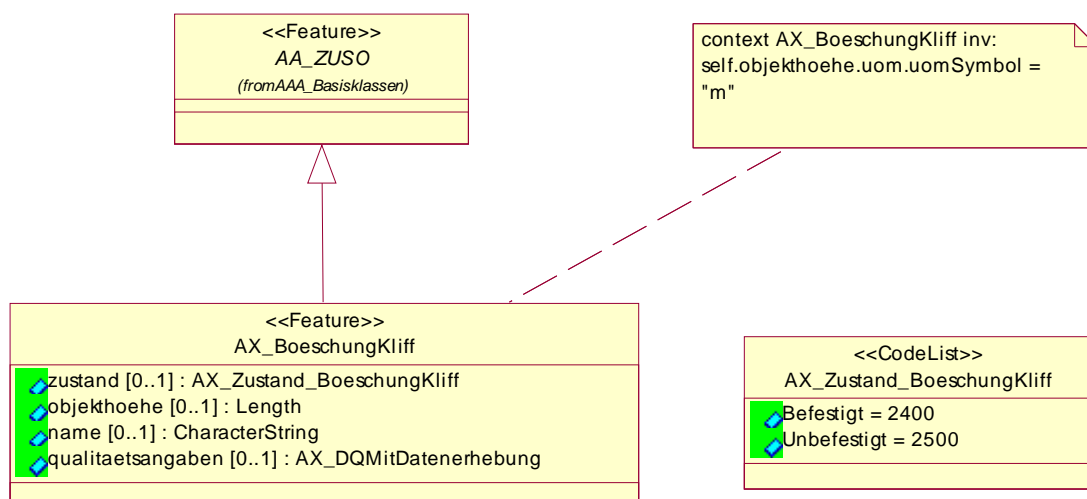 <<Feature>>
AA_ZUSO
(fromAAA_Basisklassen)
context AX_BoeschungKliff inv:
self.objekthoehe.uom.uomSymbol =
"m"
<<Feature>>
AX_BoeschungKliff
zustand [0..1] : AX_Zustand_BoeschungKliff
objekthoehe [0..1] : Length
name [0..1] : CharacterString
qualitaetsangaben [0..1] : AX_DQMitDatenerhebung
<<CodeList>>
AX_Zustand_BoeschungKliff
Befestigt = 2400
Unbefestigt = 2500